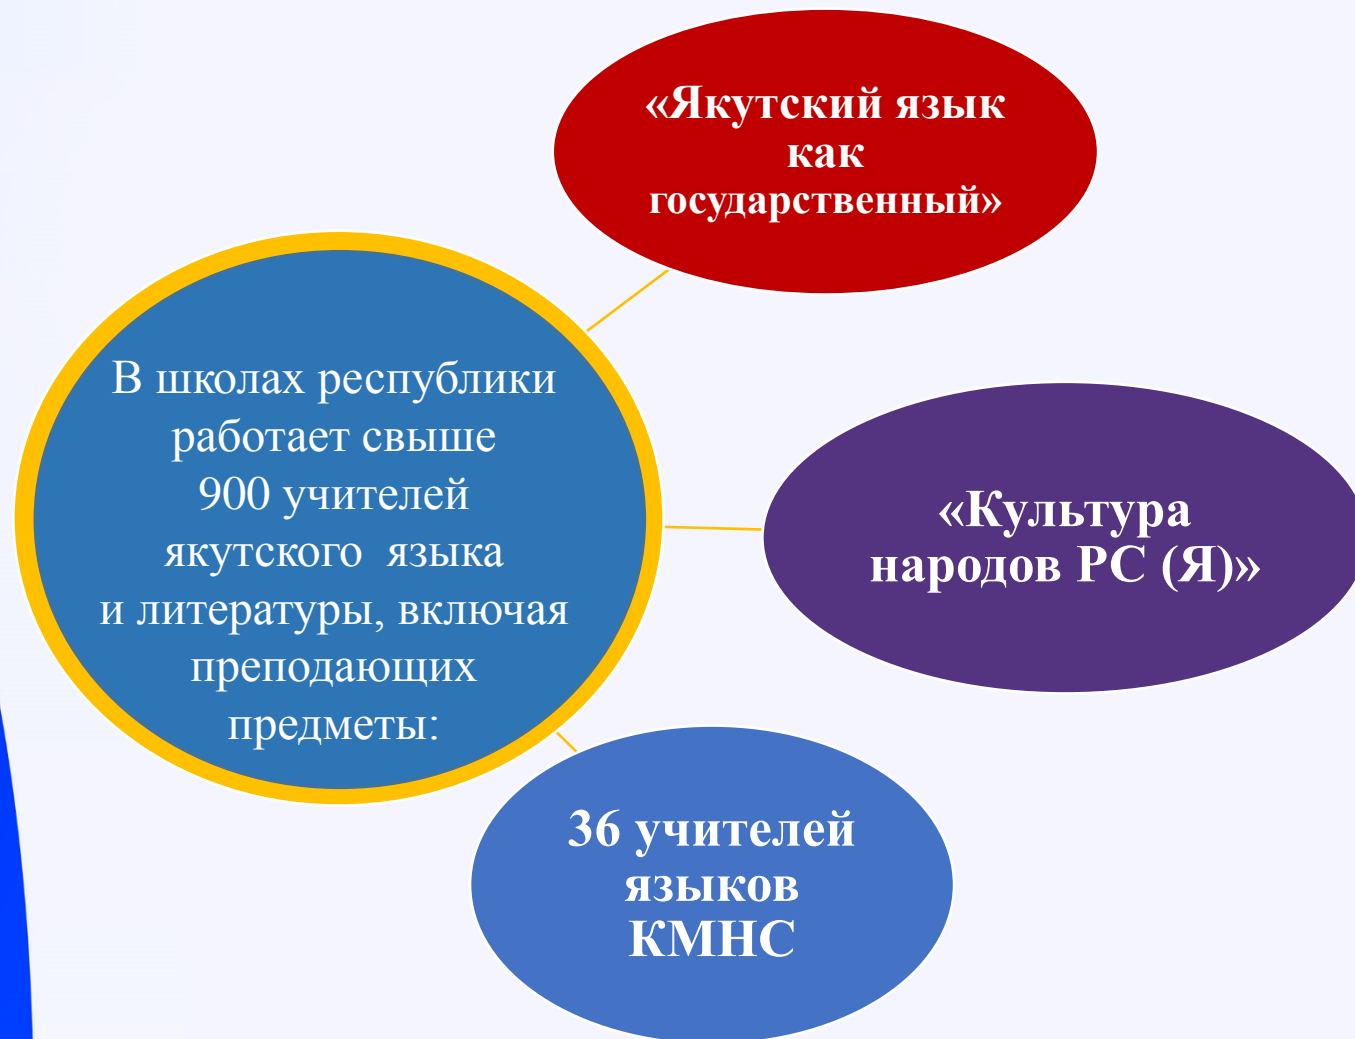 «Якутский язык
как
государственный»
В школах республики
работает свыше
900 учителей
якутского языка
и литературы, включая
преподающих
предметы:
«Культура
народов РС (Я)»
36 учителей
языков
КМНС